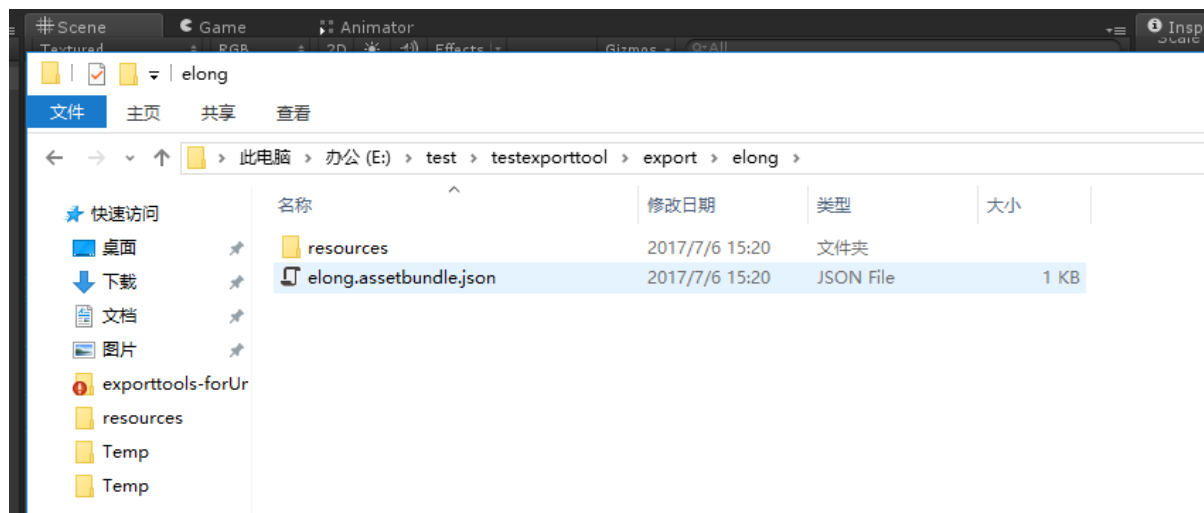 Scene Game Animator Insp
Textured RGB 2D Effects Gizmos All Scale
elong
文件 主页 共享 查看
此电脑 > 办公 (E:) > test > testexporttool > export > elong >
快速访问 名称 修改日期 类型 大小
桌面 resources 2017/7/6 15:20 文件夹
下载 elong.assetbundle.json 2017/7/6 15:20 JSON File 1 KB
文档
图片
exporttools-forUr
resources
Temp
Temp